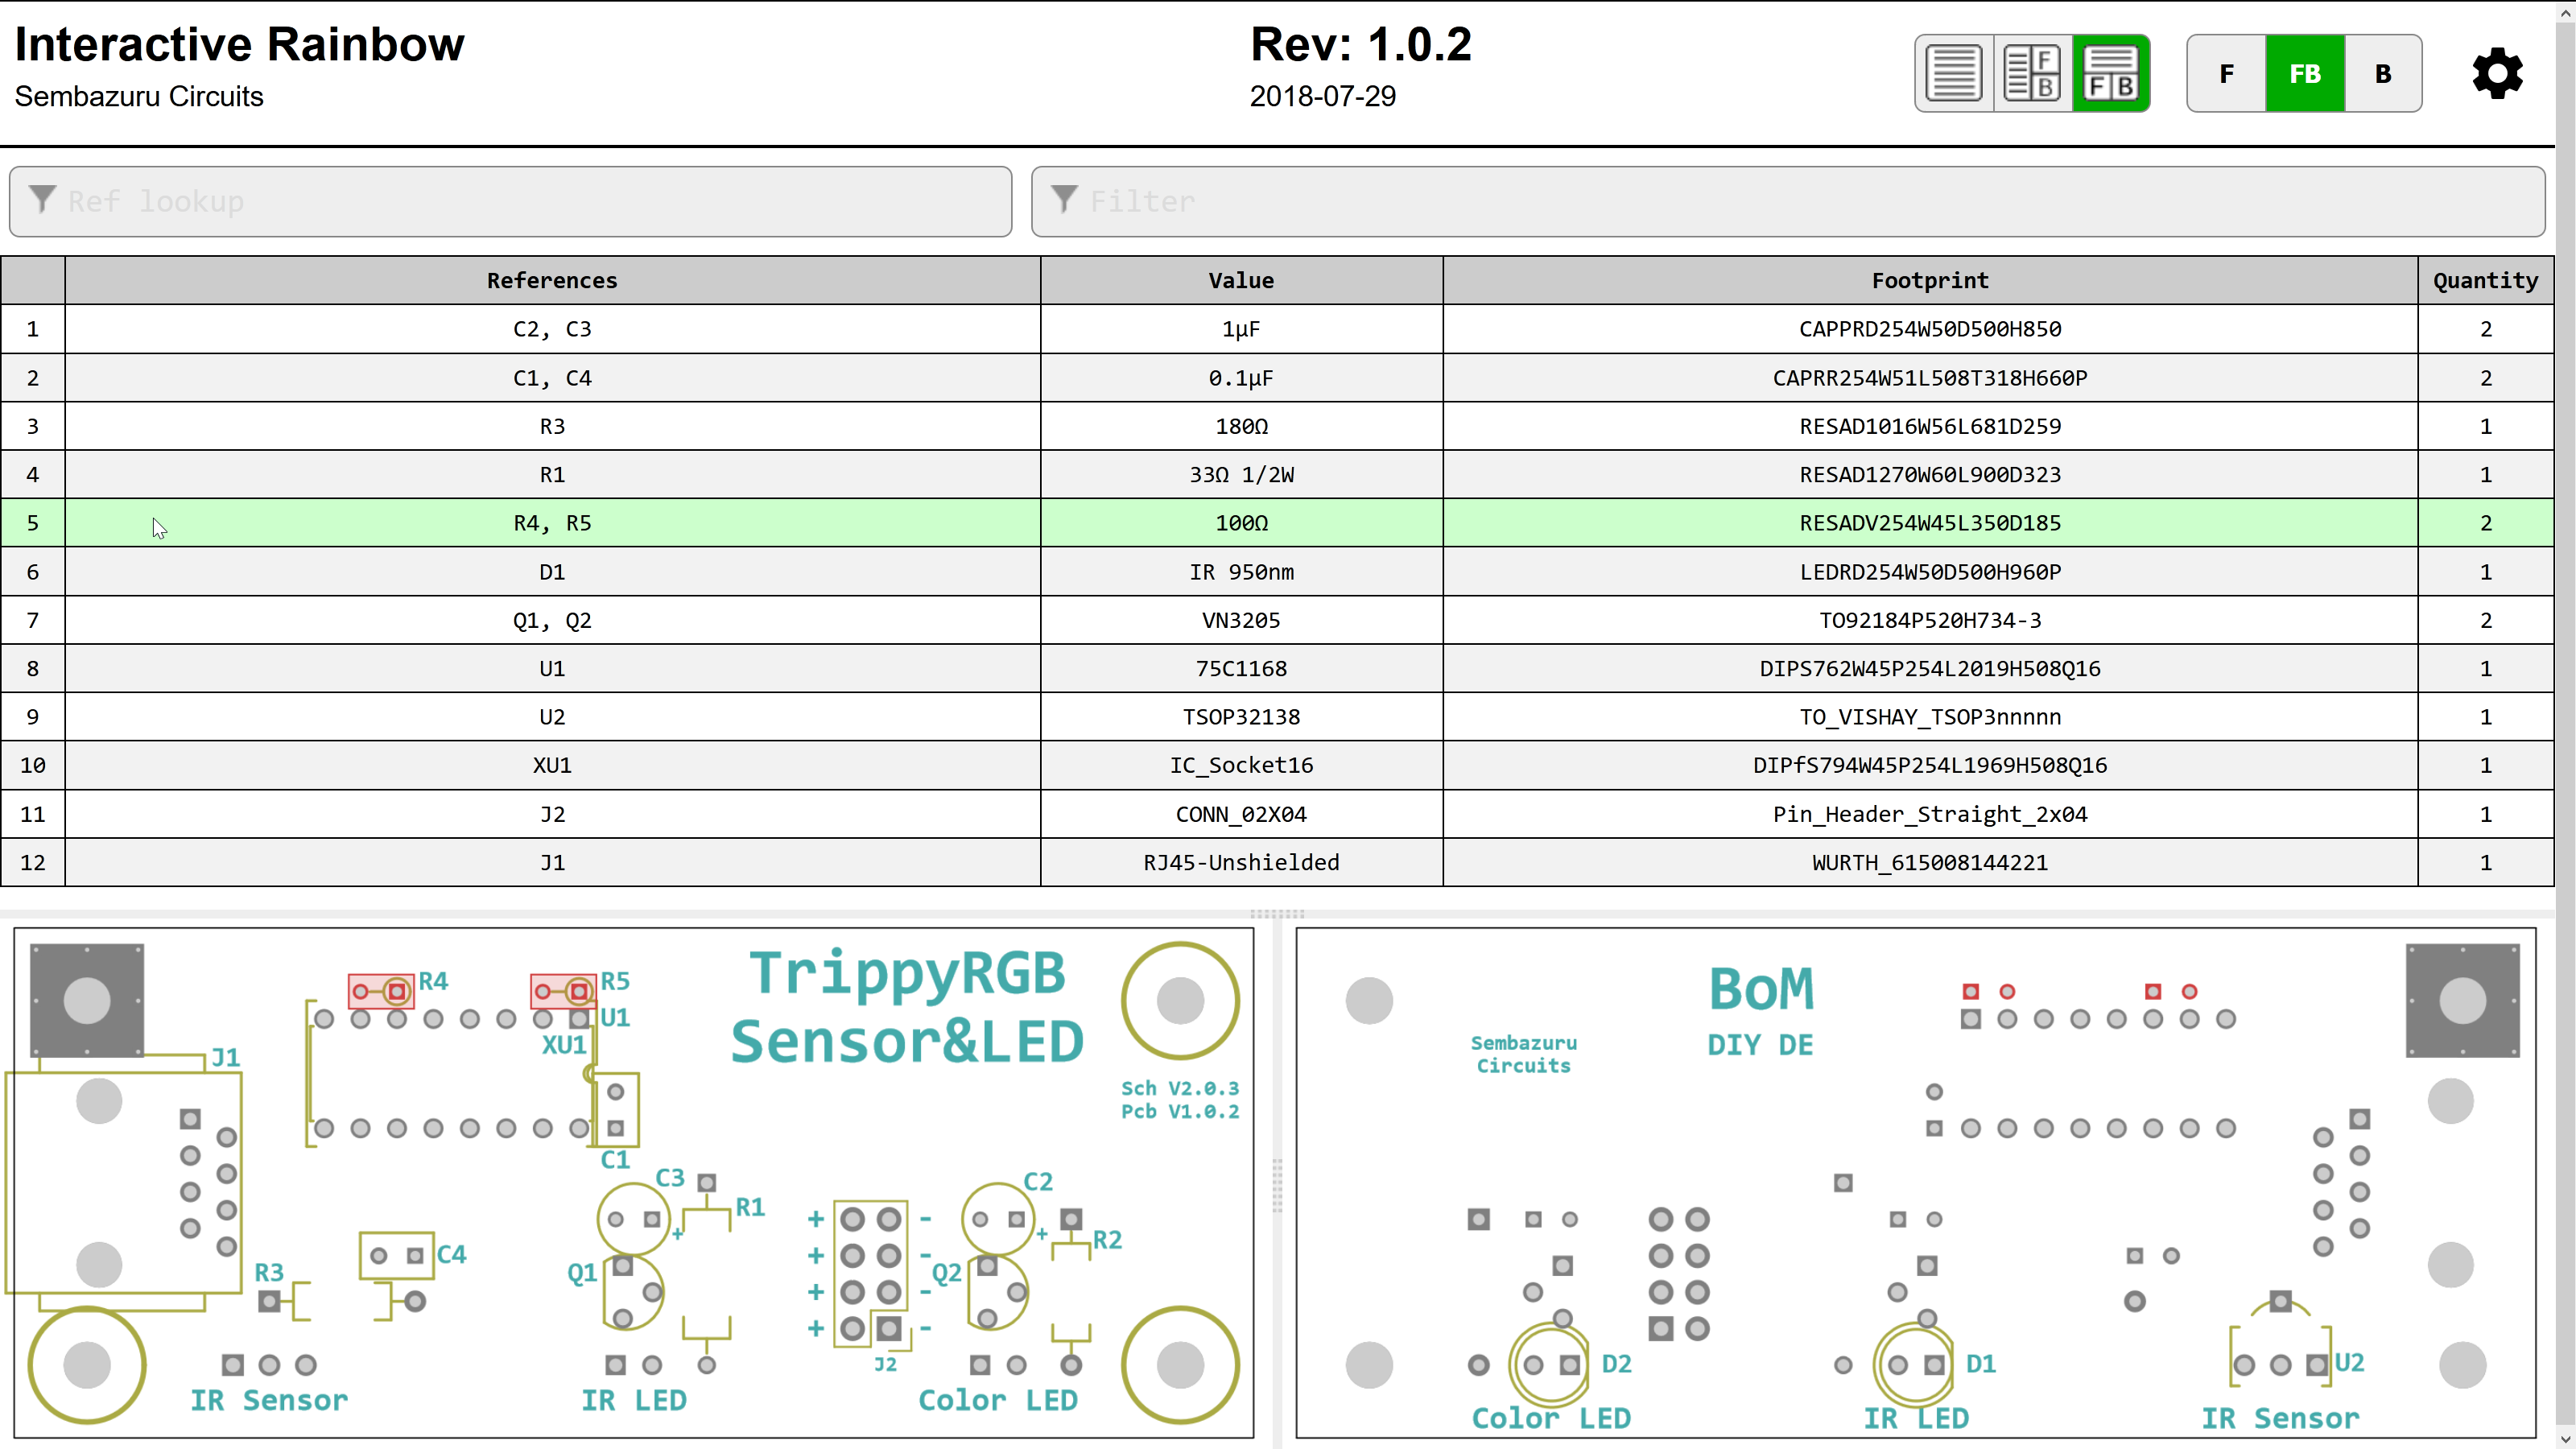 Interactive Rainbow
Sembazuru Circuits
Rev: 1.0.2
2018-07-29
F
B
F B
F FB B
Ref lookup
Filter
References Value Footprint Quantity
1 C2, C3 1µF CAPPRD254W50D500H850 2
2 C1, C4 0.1µF CAPRR254W51L508T318H660P 2
3 R3 180Ω RESAD1016W56L681D259 1
4 R1 33Ω 1/2W RESAD1270W60L900D323 1
5 R4, R5 100Ω RESADV254W45L350D185 2
6 D1 IR 950nm LEDRD254W50D500H960P 1
7 Q1, Q2 VN3205 TO92184P520H734-3 2
8 U1 75C1168 DIPS762W45P254L2019H508Q16 1
9 U2 TSOP32138 TO_VISHAY_TSOP3nnnnn 1
10 XU1 IC_Socket16 DIPfS794W45P254L1969H508Q16 1
11 J2 CONN_02X04 Pin_Header_Straight_2x04 1
12 J1 RJ45-Unshielded WURTH_615008144221 1
TrippyRGB
Sensor&LED
R4
R5
U1
XU1
J1
Sch V2.0.3
Pcb V1.0.2
C1
C3
R1
C2
R2
+ -
+ -
+ -
+ -
+
+
C4
R3
Q1
Q2
J2
IR Sensor
IR LED
Color LED
BoM
DIY DE
Sembazuru
Circuits
D2
D1
U2
Color LED
IR LED
IR Sensor